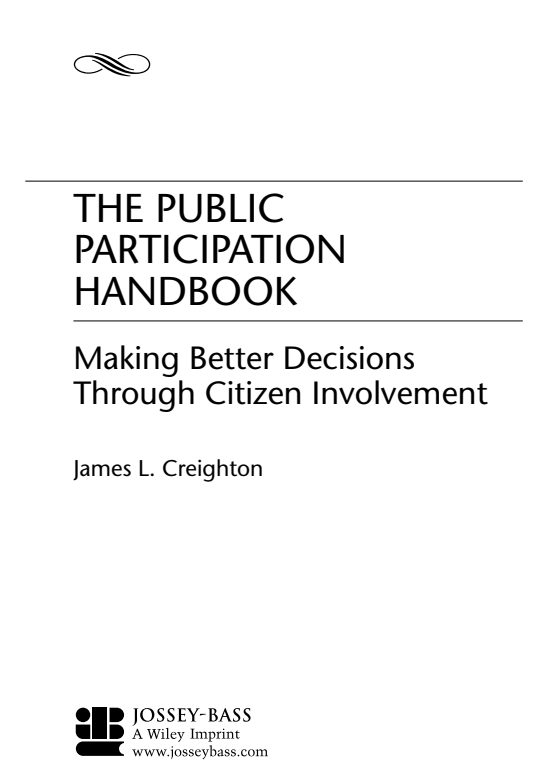 THE PUBLIC
PARTICIPATION
HANDBOOK
Making Better Decisions
Through Citizen Involvement
James L. Creighton
JOSSEY-BASS
A Wiley Imprint
www.josseybass.com